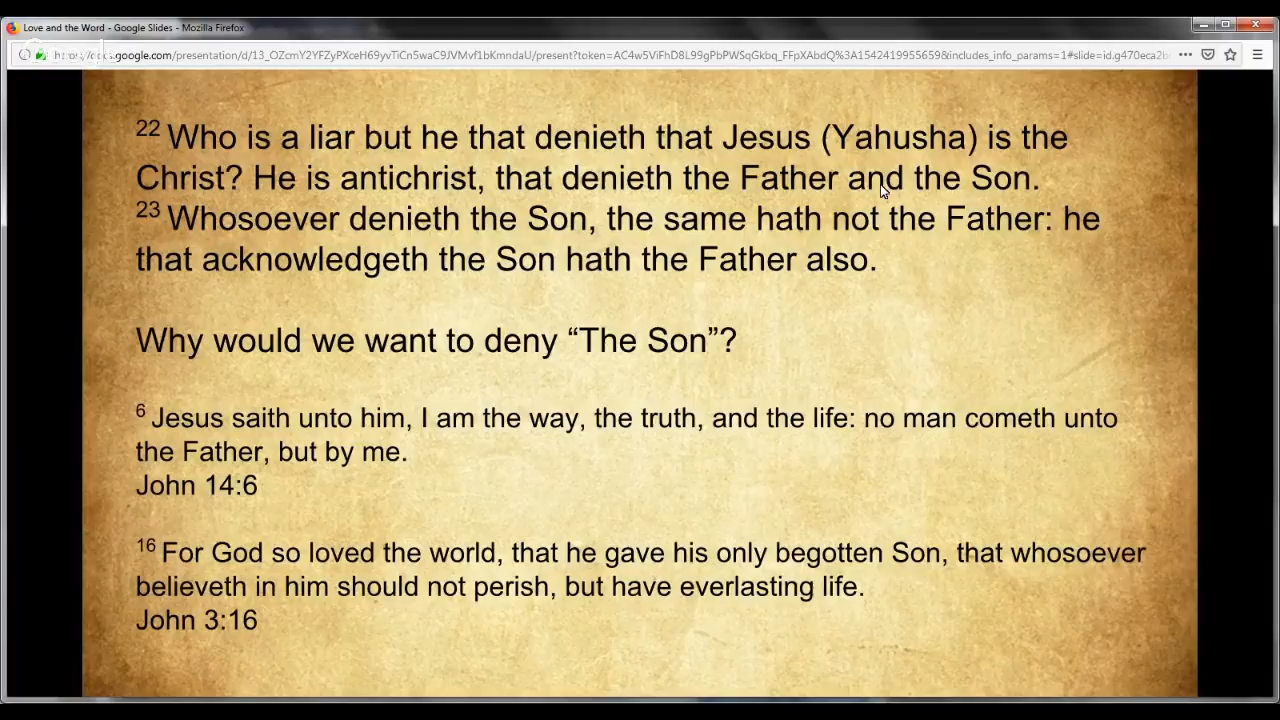 Love and the Word - Google Slides - Mozilla Firefox
22 Who is a liar but he that denieth that Jesus (Yahusha) is the
Christ? He is antichrist, that denieth the Father and the Son.
23 Whosoever denieth the Son, the same hath not the Father: he
that acknowledgeth the Son hath the Father also.
Why would we want to deny “The Son”?
6 Jesus saith unto him, I am the way, the truth, and the life: no man cometh unto
the Father, but by me.
John 14:6
16 For God so loved the world, that he gave his only begotten Son, that whosoever
believeth in him should not perish, but have everlasting life.
John 3:16